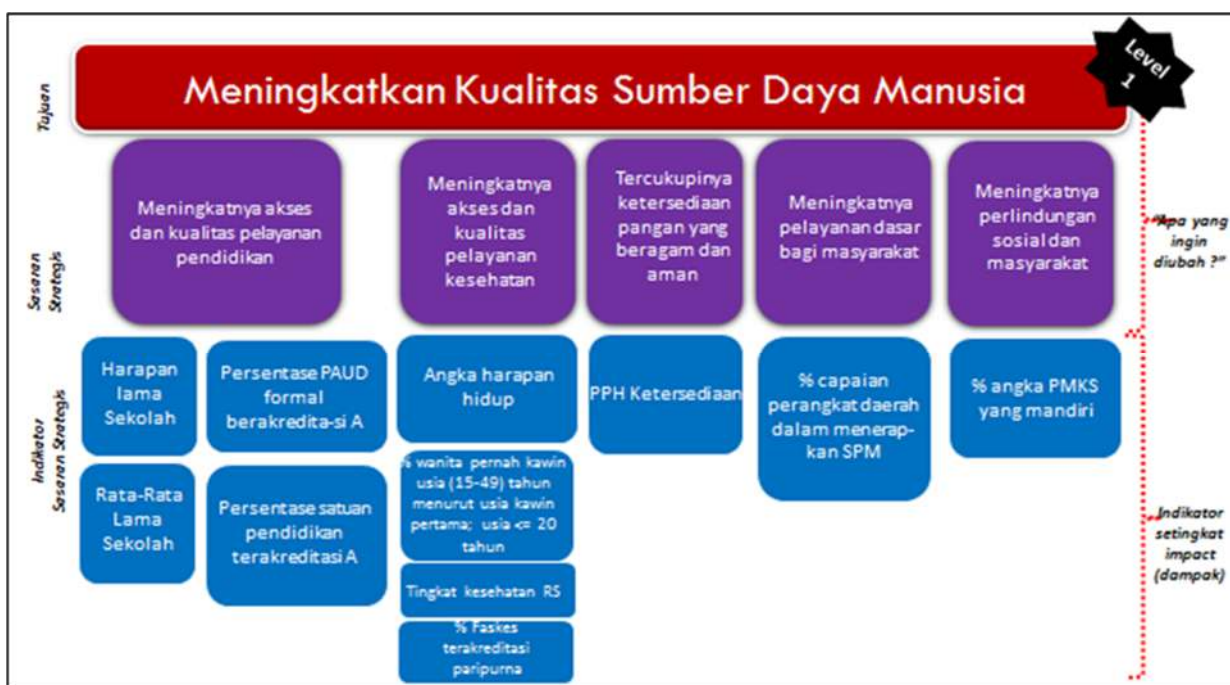 Level
1
Tujuan
Meningkatkan Kualitas Sumber Daya Manusia
Sasaran
Strategis
Meningkatnya akses
dan kualitas pelayanan
pendidikan
Meningkatnya
akses dan
kualitas
pelayanan
kesehatan
Tercukupinya
ketersediaan
pangan yang
beragam dan
aman
Meningkatnya
pelayanan dasar
bagi masyarakat
Meningkatnya
perlindungan
sosial dan
masyarakat
"Apa yang
ingin
diubah ?"
Indikator
Sasaran Strategis
Harapan
lama
Sekolah
Persentase PAUD
formal
berakredita-si A
Angka harapan
hidup
PPH Ketersediaan
% capaian
perangkat daerah
dalam menerap-
kan SPM
% angka PMKS
yang mandiri
Rata-Rata
Lama
Sekolah
Persentase satuan
pendidikan
terakreditasi A
% wanita pernah kawin
usia (15-49) tahun
menurut usia kawin
pertama; usia <= 20
tahun
Tingkat kesehatan RS
% Faskes
terakreditasi
paripurna
Indikator
setingkat
impact
(dampak)